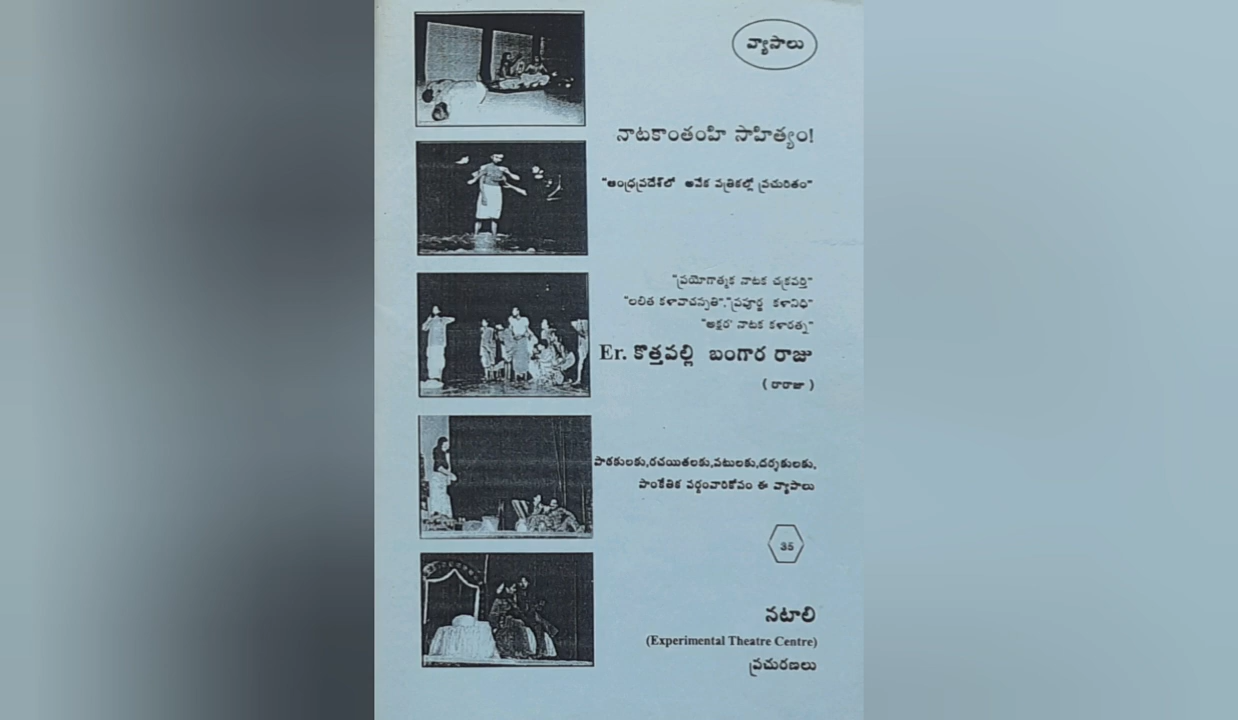 వ్యాసాలు
నాటకాంతంహి సాహిత్యం!
"ఆంధ్రప్రదేశ్‌లో అనేక పత్రికల్లో ప్రచురితం"
"ప్రయోగాత్మక నాటక చక్రవర్తి"
"లలిత కళావాచస్పతి","ప్రపూర్ణ కళానిధి"
"అక్షర' నాటక కళారత్న"
Er. కొత్తపల్లి బంగార రాజు
( రారాజు )
పాఠకులకు,రచయితలకు,నటులకు,దర్శకులకు,
సాంకేతిక వర్గంవారికోసం ఈ వ్యాసాలు
35
నటాలి
(Experimental Theatre Centre)
ప్రచురణలు